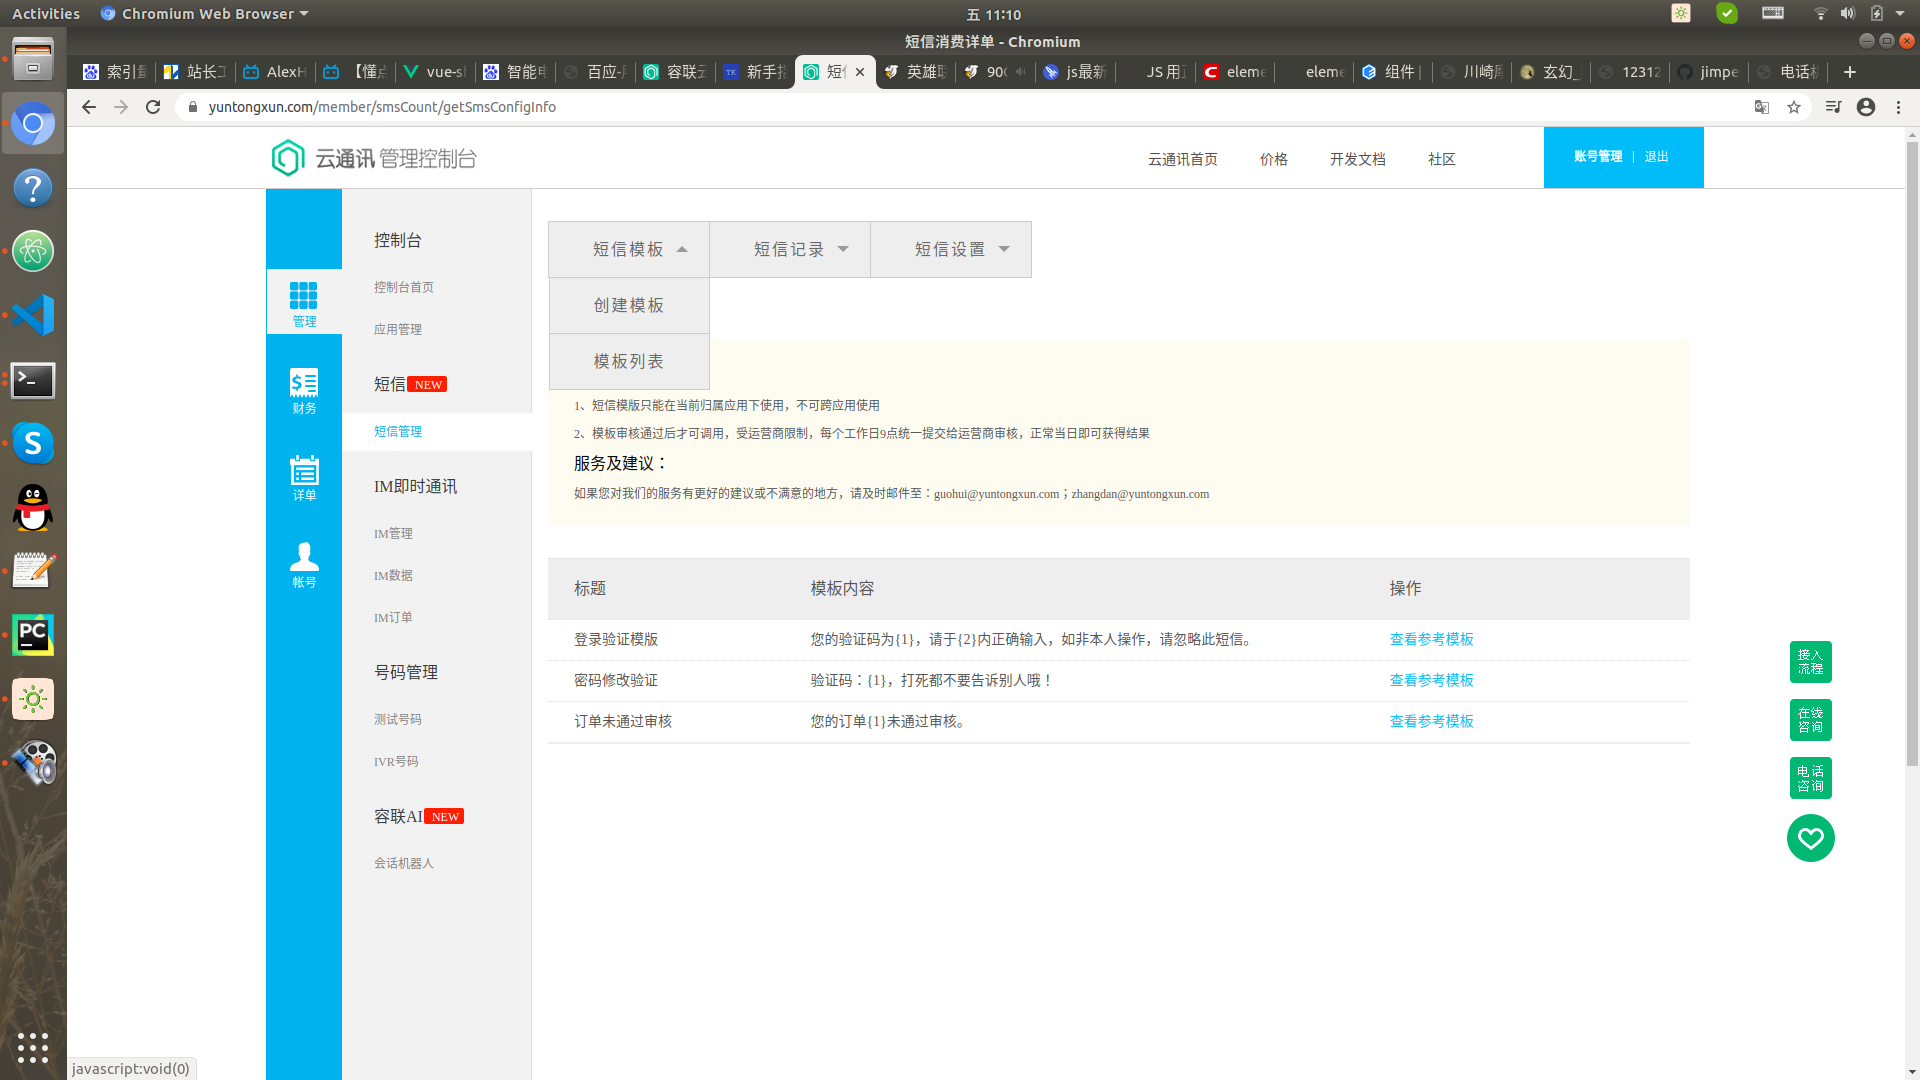 Activities
Chromium Web Browser
五 11:10
短信消费详单 - Chromium
索引量
站长工
AlexH
【懂点
vue-sh
智能电
百应-用
容联云
新手指
短信
英雄联
900
js最新
JS 用正
eleme
eleme
组件 |
川崎周
玄幻_
12312
jimpe
电话机
yuntongxun.com/member/smsCount/getSmsConfigInfo
云通讯 管理控制台
云通讯首页
价格
开发文档
社区
账号管理 | 退出
管理
财务
详单
帐号
控制台
控制台首页
应用管理
短信 NEW
短信管理
IM即时通讯
IM管理
IM数据
IM订单
号码管理
测试号码
IVR号码
容联AI NEW
会话机器人
短信模板
短信记录
短信设置
创建模板
模板列表
1、短信模版只能在当前归属应用下使用，不可跨应用使用
2、模板审核通过后才可调用，受运营商限制，每个工作日9点统一提交给运营商审核，正常当日即可获得结果
服务及建议：
如果您对我们的服务有更好的建议或不满意的地方，请及时邮件至：guohui@yuntongxun.com；zhangdan@yuntongxun.com
标题 模板内容 操作
登录验证模版 您的验证码为{1}，请于{2}内正确输入，如非本人操作，请忽略此短信。 查看参考模板
密码修改验证 验证码：{1}，打死都不要告诉别人哦！ 查看参考模板
订单未通过审核 您的订单{1}未通过审核。 查看参考模板
接入
流程
在线
咨询
电话
咨询
javascript:void(0)